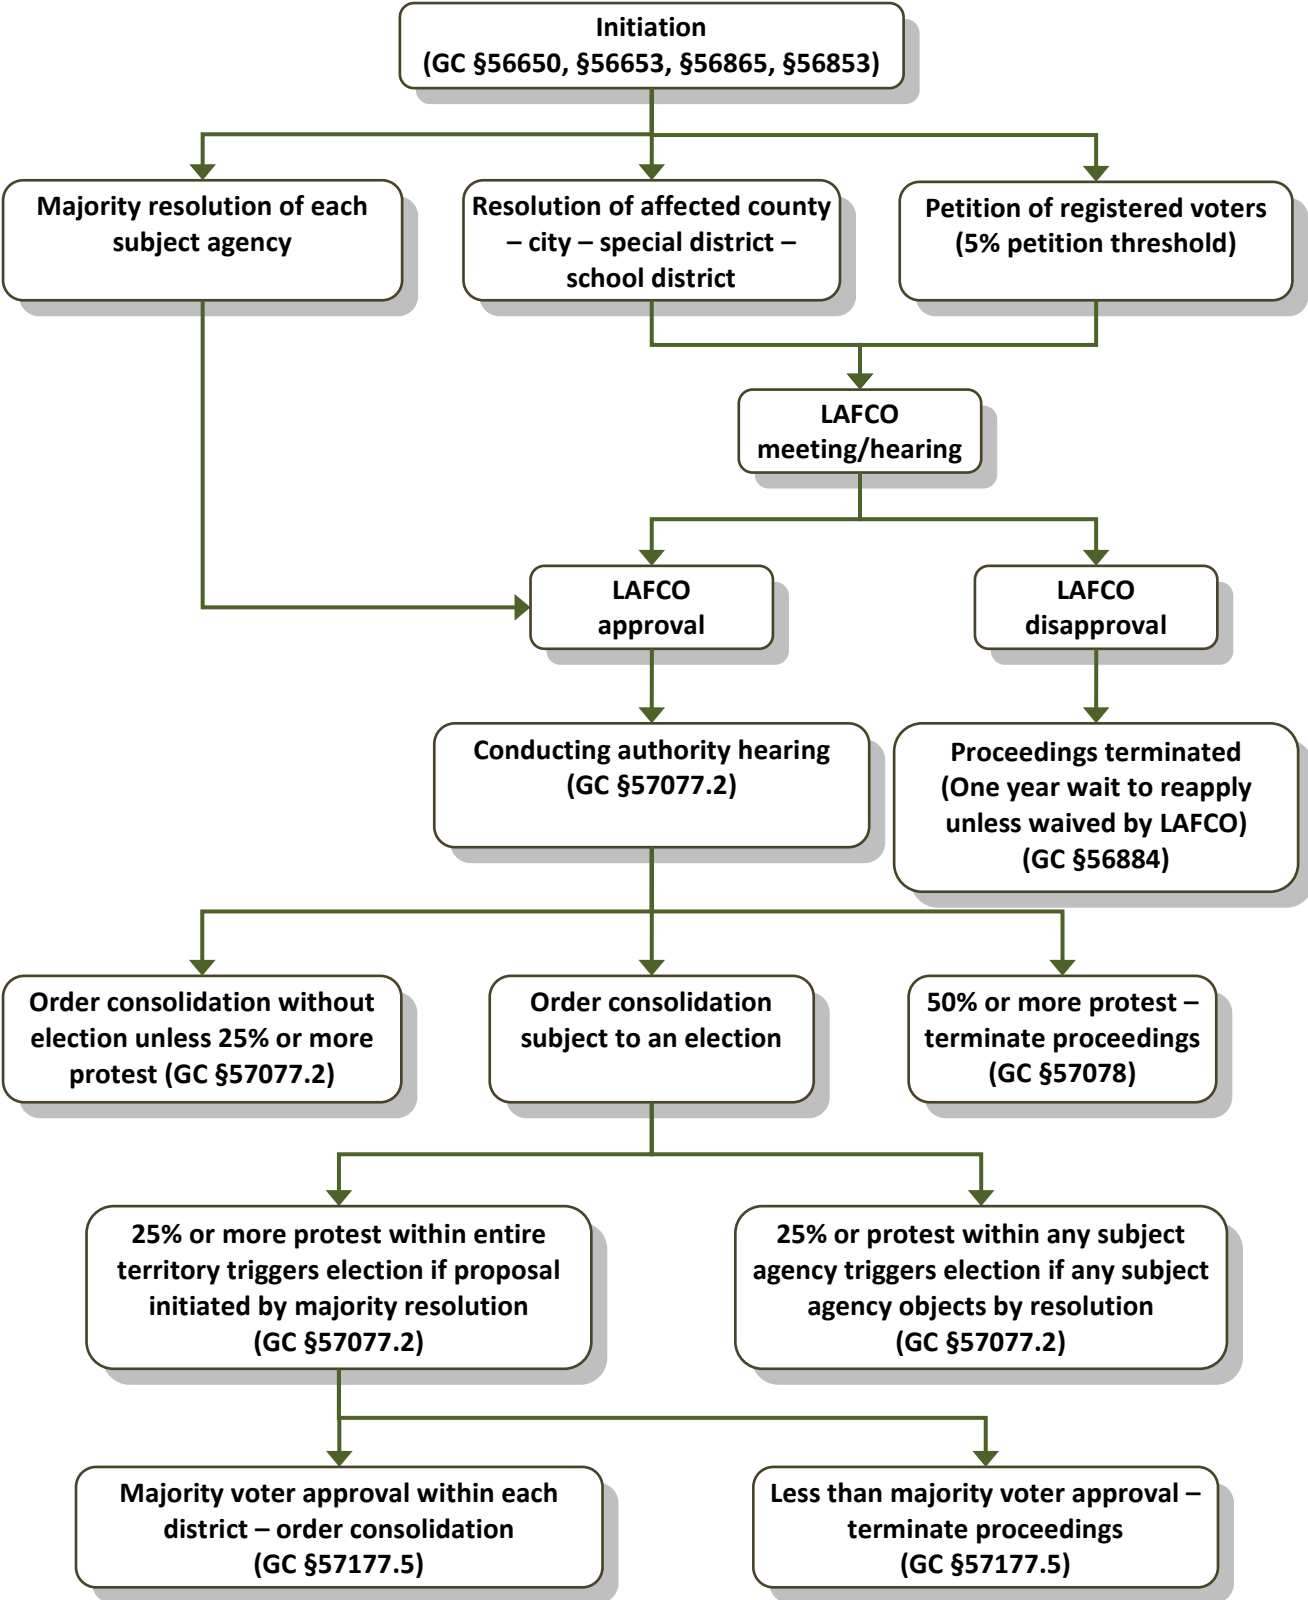 Initiation
(GC §56650, §56653, §56865, §56853)
Majority resolution of each
subject agency
Resolution of affected county
– city – special district –
school district
Petition of registered voters
(5% petition threshold)
LAFCO
meeting/hearing
LAFCO
approval
LAFCO
disapproval
Conducting authority hearing
(GC §57077.2)
Proceedings terminated
(One year wait to reapply
unless waived by LAFCO)
(GC §56884)
Order consolidation without
election unless 25% or more
protest (GC §57077.2)
Order consolidation
subject to an election
50% or more protest –
terminate proceedings
(GC §57078)
25% or more protest within entire
territory triggers election if proposal
initiated by majority resolution
(GC §57077.2)
25% or protest within any subject
agency triggers election if any subject
agency objects by resolution
(GC §57077.2)
Majority voter approval within each
district – order consolidation
(GC §57177.5)
Less than majority voter approval –
terminate proceedings
(GC §57177.5)